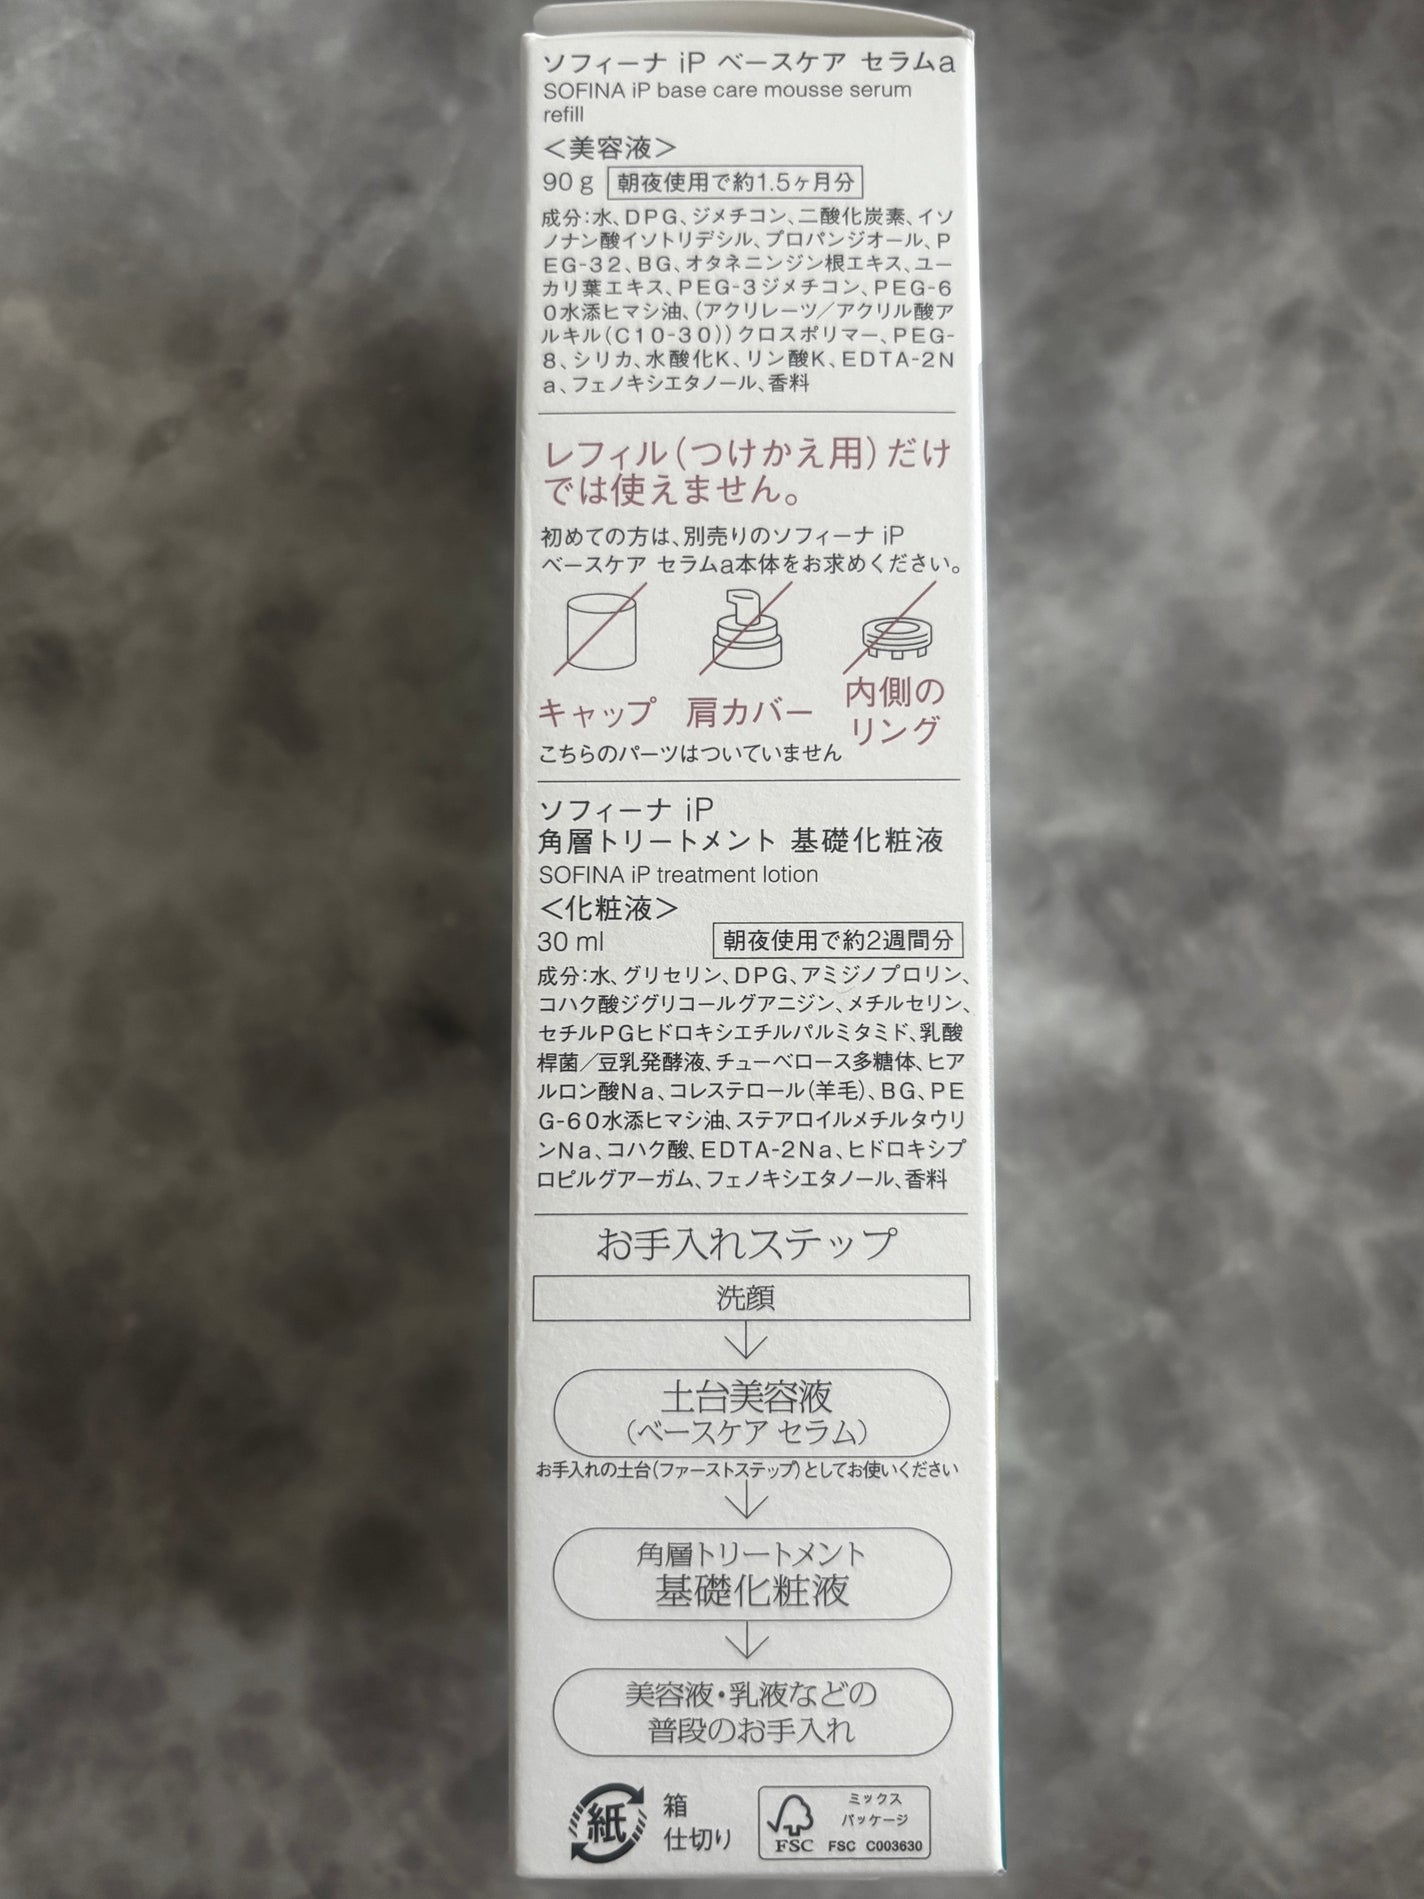 ソフィーナ iP ベースケア セラムa
SOFINA iP base care mousse serum
refill
＜美容液＞
90 g 朝夜使用で約1.5ヶ月分
成分：水、DPG、ジメチコン、二酸化炭素、イソ
ノナン酸イソトリデシル、プロパンジオール、P
EG-32、BG、オタネニンジン根エキス、ユー
カリ葉エキス、PEG-3ジメチコン、PEG-6
0水添ヒマシ油、（アクリレーツ／アクリル酸ア
ルキル（C10-30））クロスポリマー、PEG-
8、シリカ、水酸化K、リン酸K、EDTA-2N
a、フェノキシエタノール、香料
レフィル（つけかえ用）だけ
では使えません。
初めての方は、別売りのソフィーナ iP
ベースケア セラムa本体をお求めください。
キャップ 肩カバー 内側の
リング
こちらのパーツはついていません
ソフィーナ iP
角層トリートメント 基礎化粧液
SOFINA iP treatment lotion
＜化粧液＞
30 ml 朝夜使用で約2週間分
成分：水、グリセリン、DPG、アミジノプロリン、
コハク酸ジグリコールグアニジン、メチルセリン、
セチルPGヒドロキシエチルパルミタミド、乳酸
桿菌／豆乳発酵液、チューベロース多糖体、ヒア
ルロン酸Na、コレステロール（羊毛）、BG、PE
G-60水添ヒマシ油、ステアロイルメチルタウリ
ンNa、コハク酸、EDTA-2Na、ヒドロキシプ
ロピルグアーガム、フェノキシエタノール、香料
お手入れステップ
洗顔
土台美容液
（ベースケア セラム）
お手入れの土台（ファーストステップ）としてお使いください
角層トリートメント
基礎化粧液
美容液・乳液などの
普段のお手入れ
紙 箱
仕切り
ミックス
パッケージ
FSC FSC C003630